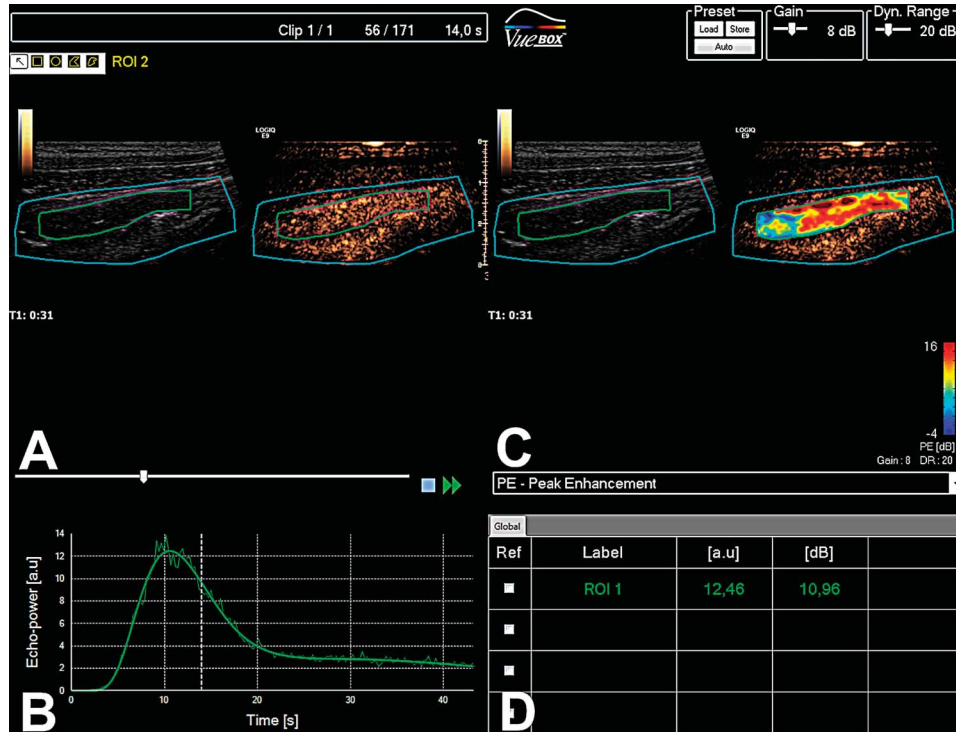 Clip 1 / 1 56 / 171 14,0 s
VUEBOX™
Preset
Load Store
Auto
Gain
8 dB
Dyn. Range
20 dB
ROI 2
LOGIQ
E9
LOGIQ
E9
T1: 0:31
T1: 0:31
16
-4
PE [dB]
Gain : 8 DR : 20
A
C
PE - Peak Enhancement
Echo-power [a.u]
14
12
10
8
6
4
2
0
0 10 20 30 40
Time [s]
B
Global
Ref Label [a.u] [dB]
ROI 1 12,46 10,96
D